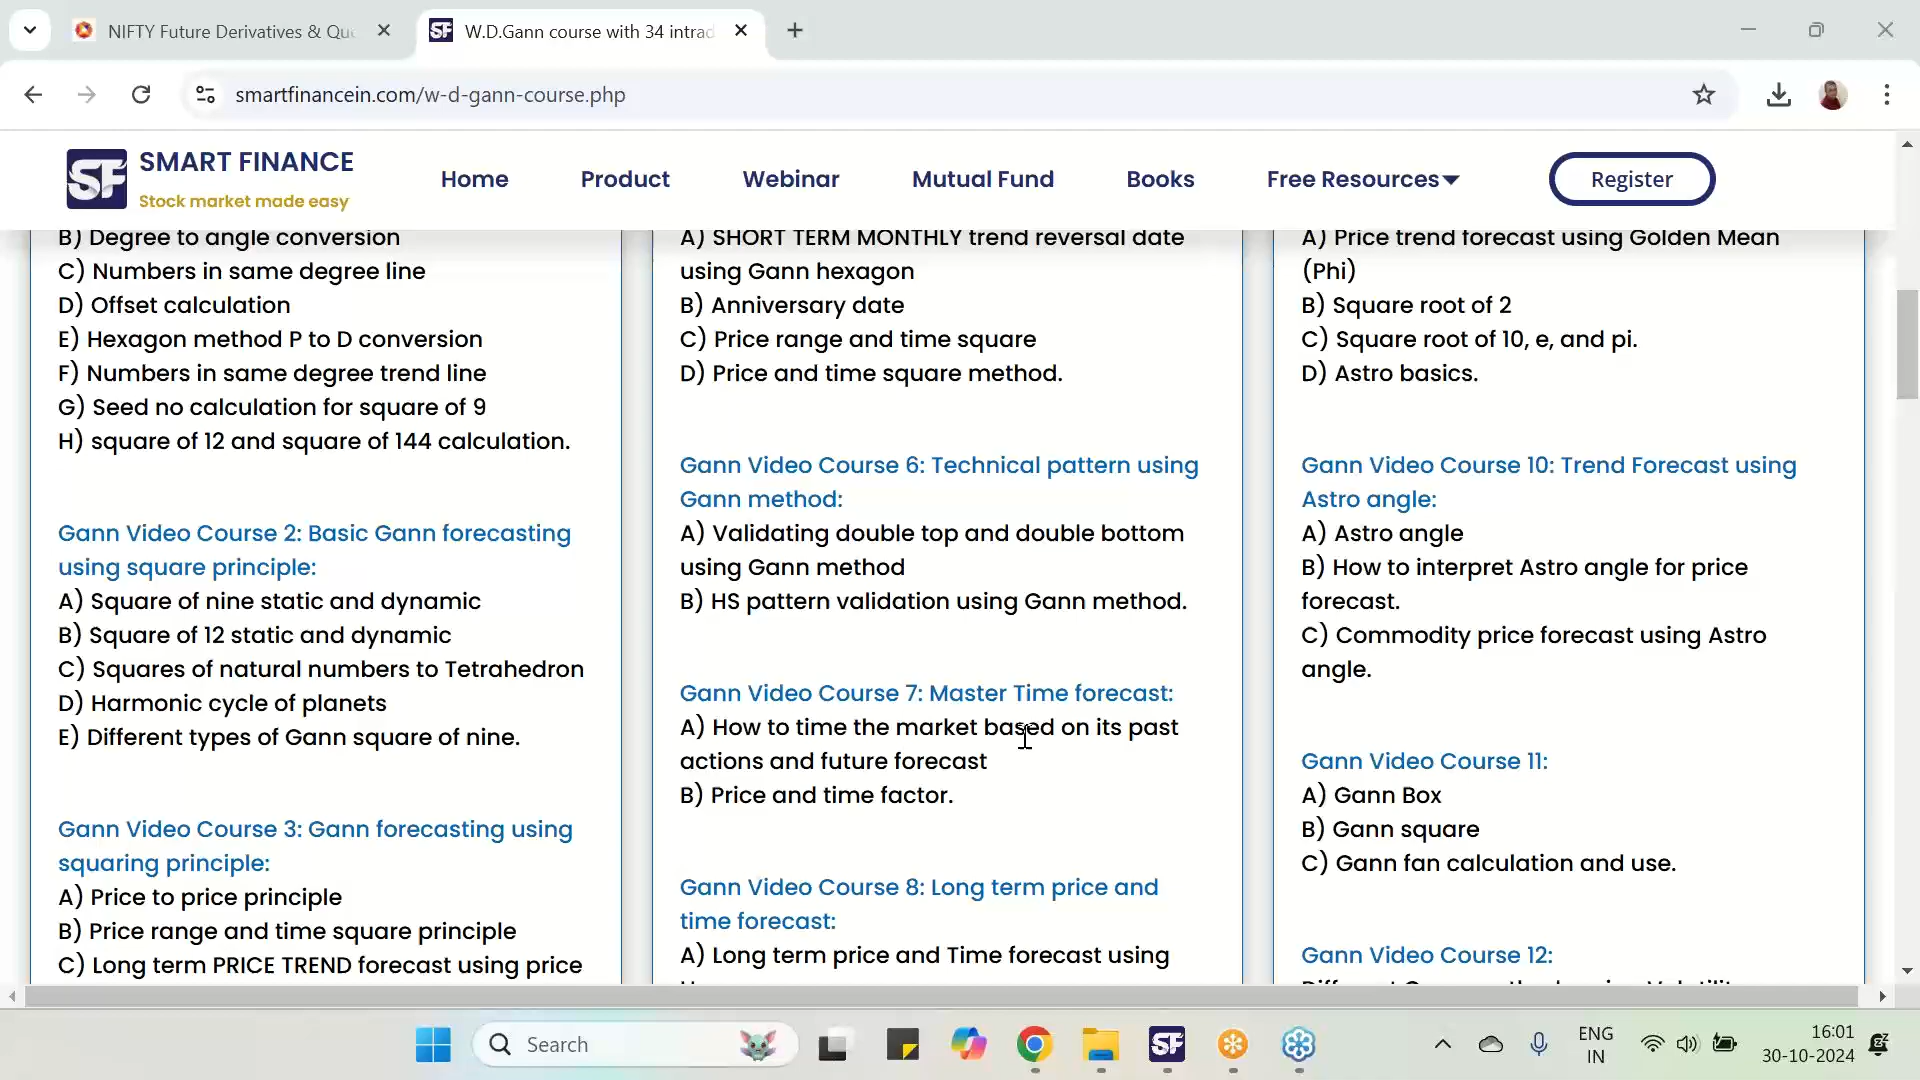 NIFTY Future Derivatives & Qu
W.D.Gann course with 34 intrad
smartfinancein.com/w-d-gann-course.php
SF
SMART FINANCE
Stock market made easy
Home
Product
Webinar
Mutual Fund
Books
Free Resources
Register
B) Degree to angle conversion
C) Numbers in same degree line
D) Offset calculation
E) Hexagon method P to D conversion
F) Numbers in same degree trend line
G) Seed no calculation for square of 9
H) square of 12 and square of 144 calculation.
Gann Video Course 2: Basic Gann forecasting
using square principle:
A) Square of nine static and dynamic
B) Square of 12 static and dynamic
C) Squares of natural numbers to Tetrahedron
D) Harmonic cycle of planets
E) Different types of Gann square of nine.
Gann Video Course 3: Gann forecasting using
squaring principle:
A) Price to price principle
B) Price range and time square principle
C) Long term PRICE TREND forecast using price
A) SHORT TERM MONTHLY trend reversal date
using Gann hexagon
B) Anniversary date
C) Price range and time square
D) Price and time square method.
Gann Video Course 6: Technical pattern using
Gann method:
A) Validating double top and double bottom
using Gann method
B) HS pattern validation using Gann method.
Gann Video Course 7: Master Time forecast:
A) How to time the market based on its past
actions and future forecast
B) Price and time factor.
Gann Video Course 8: Long term price and
time forecast:
A) Long term price and Time forecast using
A) Price trend forecast using Golden Mean
(Phi)
B) Square root of 2
C) Square root of 10, e, and pi.
D) Astro basics.
Gann Video Course 10: Trend Forecast using
Astro angle:
A) Astro angle
B) How to interpret Astro angle for price
forecast.
C) Commodity price forecast using Astro
angle.
Gann Video Course 11:
A) Gann Box
B) Gann square
C) Gann fan calculation and use.
Gann Video Course 12:
Search
SF
ENG
IN
16:01
30-10-2024